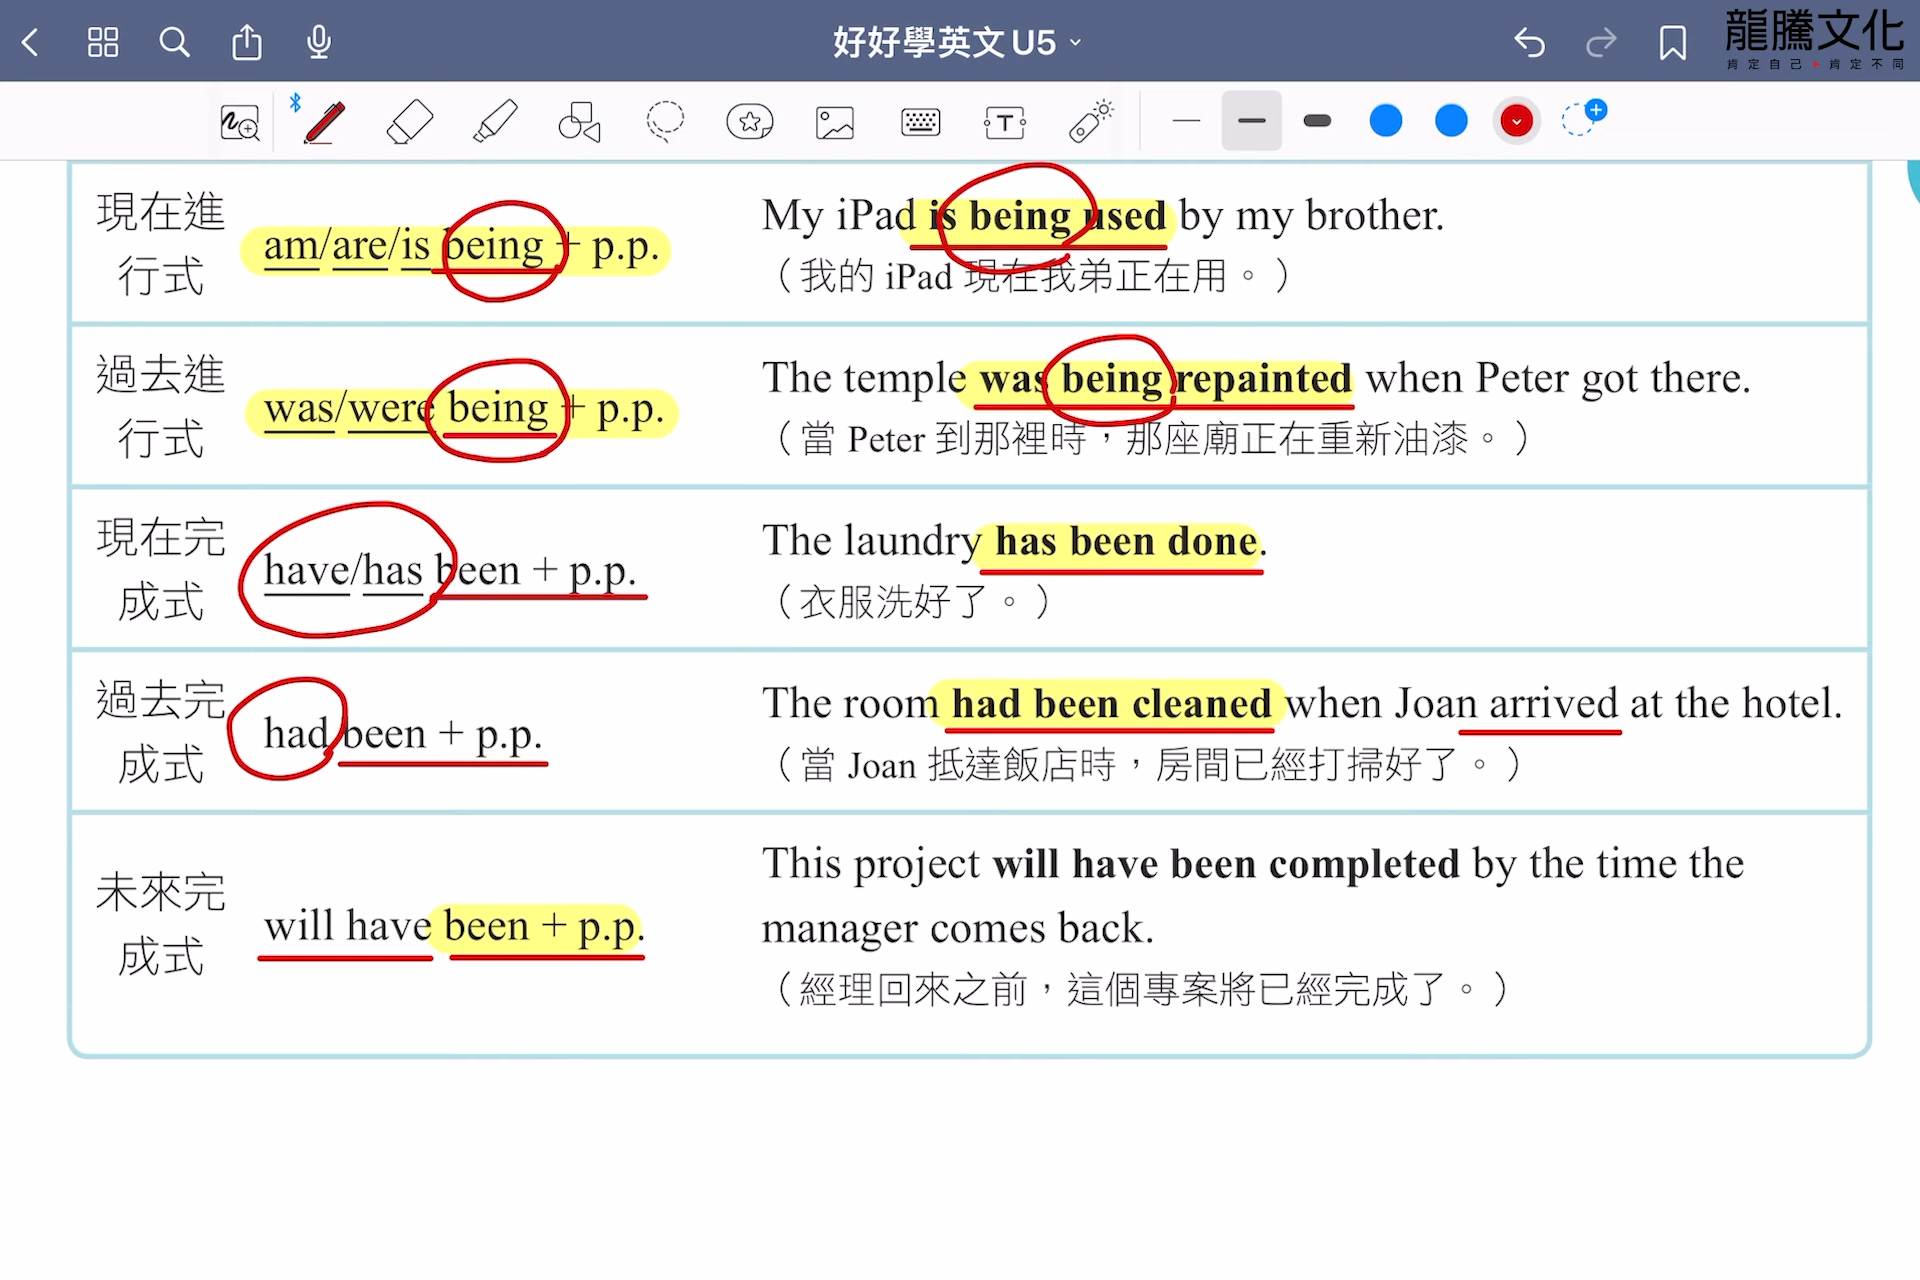 好好學英文 U5
龍騰文化
肯定自己▸肯定不同
T
現在進
行式
am/are/is being + p.p.
My iPad is being used by my brother.
（我的 iPad 現在我弟正在用。）
過去進
行式
was/were being + p.p.
The temple was being repainted when Peter got there.
（當 Peter 到那裡時，那座廟正在重新油漆。）
現在完
成式
have/has been + p.p.
The laundry has been done.
（衣服洗好了。）
過去完
成式
had been + p.p.
The room had been cleaned when Joan arrived at the hotel.
（當 Joan 抵達飯店時，房間已經打掃好了。）
未來完
成式
will have been + p.p.
This project will have been completed by the time the
manager comes back.
（經理回來之前，這個專案將已經完成了。）